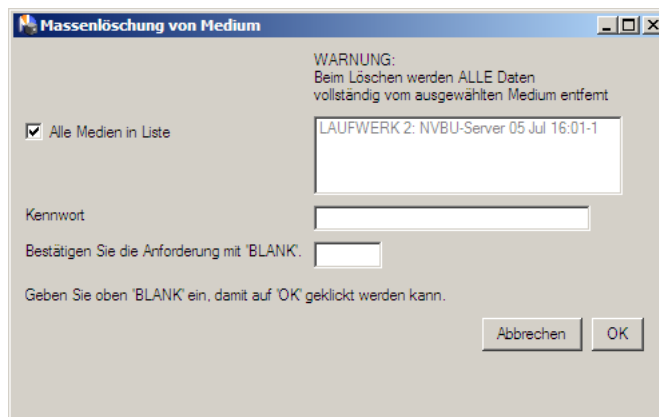 Massenlöschung von Medium
WARNUNG:
Beim Löschen werden ALLE Daten
vollständig vom ausgewählten Medium entfernt
Alle Medien in Liste
LAUFWERK 2: NVBU-Server 05 Jul 16:01-1
Kennwort
Bestätigen Sie die Anforderung mit 'BLANK'.
Geben Sie oben 'BLANK' ein, damit auf 'OK' geklickt werden kann.
Abbrechen OK